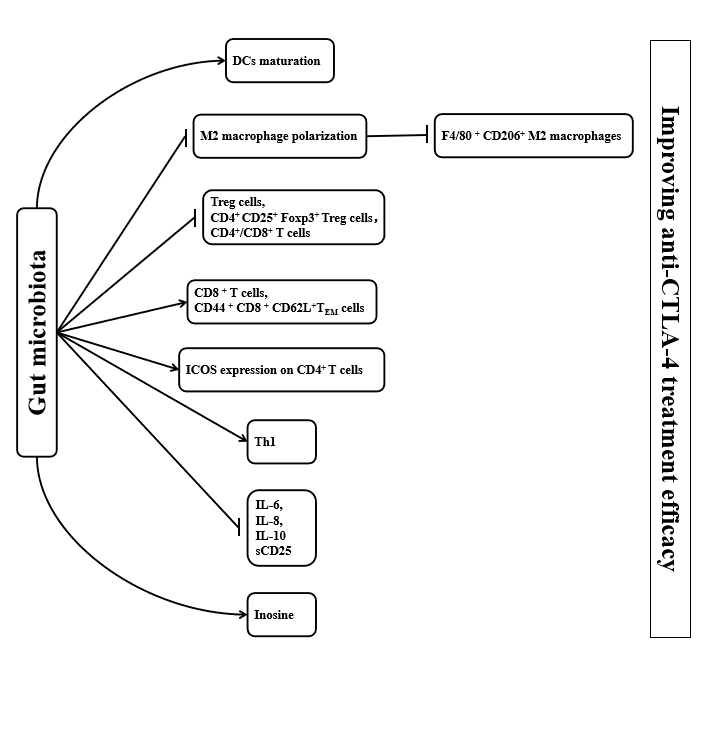 DCs maturation
M2 macrophage polarization
F4/80 + CD206+ M2 macrophages
Treg cells,
CD4+ CD25+ Foxp3+ Treg cells,
CD4+/CD8+ T cells
CD8 + T cells,
CD44 + CD8 + CD62L+TEM cells
ICOS expression on CD4+ T cells
Th1
IL-6,
IL-8,
IL-10
sCD25
Inosine
Gut microbiota
Improving anti-CTLA-4 treatment efficacy